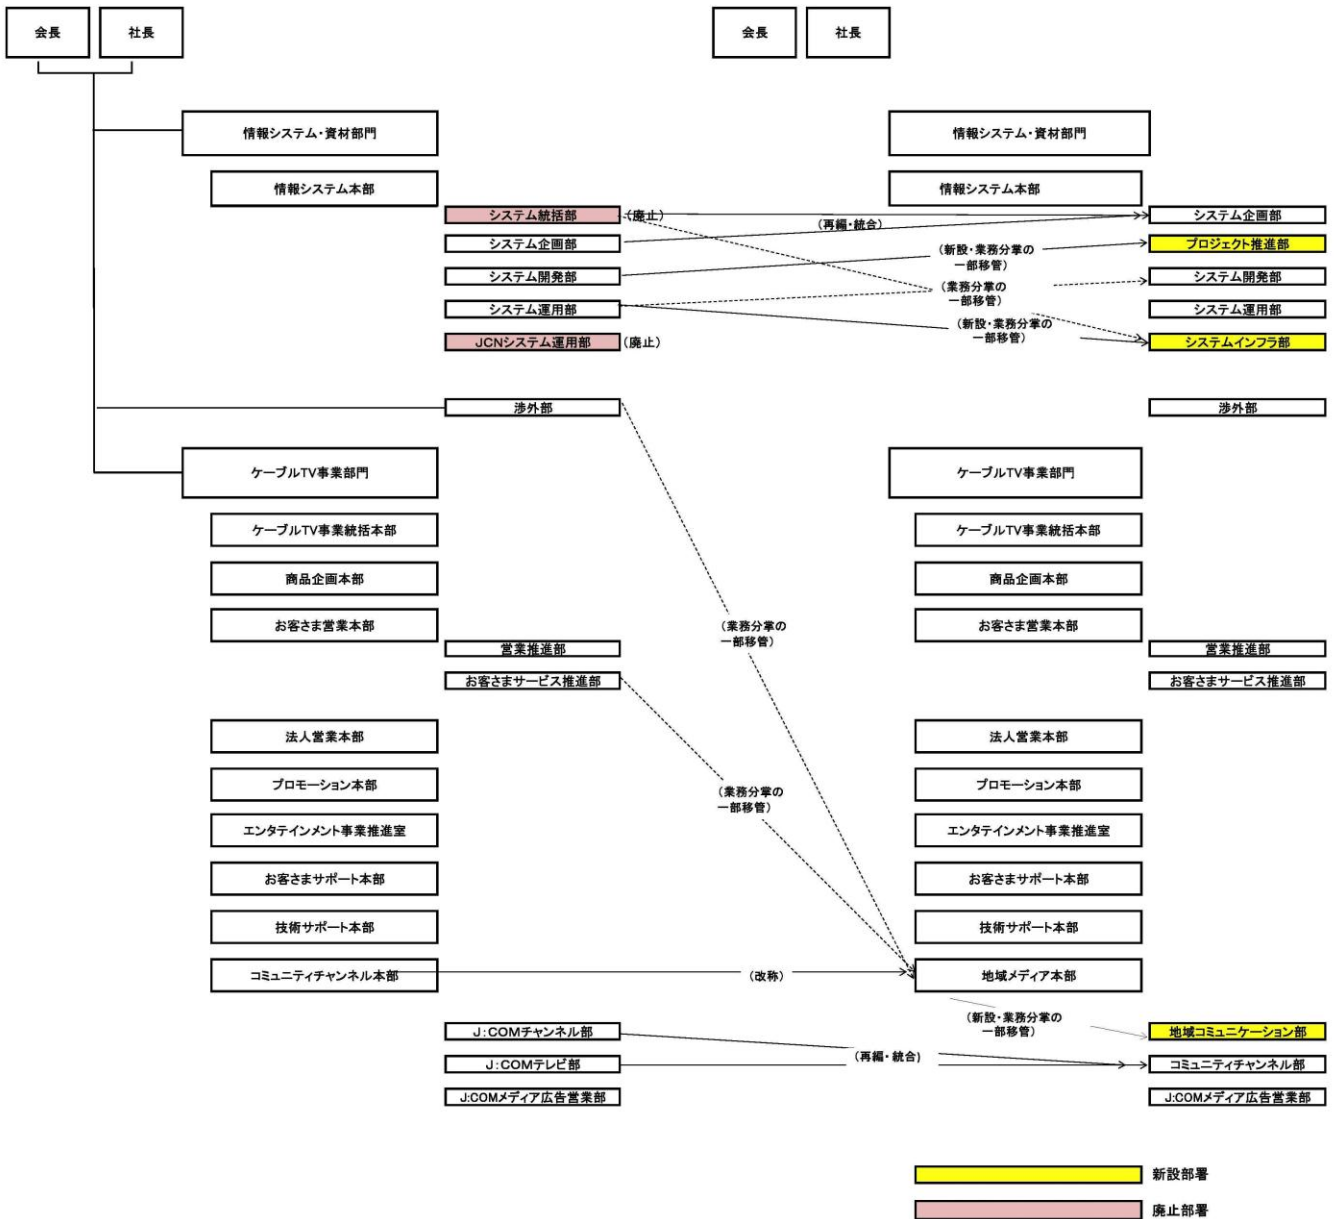 会長
社長
会長
社長
情報システム・資材部門
情報システム・資材部門
情報システム本部
情報システム本部
システム統括部
(廃止)
システム企画部
(再編・統合)
システム企画部
プロジェクト推進部
(新設・業務分掌の
一部移管)
システム開発部
システム開発部
(業務分掌の
一部移管)
システム運用部
システム運用部
(新設・業務分掌の
一部移管)
JCNシステム運用部
(廃止)
システムインフラ部
渉外部
渉外部
ケーブルTV事業部門
ケーブルTV事業部門
ケーブルTV事業統括本部
ケーブルTV事業統括本部
商品企画本部
商品企画本部
お客さま営業本部
お客さま営業本部
(業務分掌の
一部移管)
営業推進部
営業推進部
お客さまサービス推進部
お客さまサービス推進部
法人営業本部
法人営業本部
プロモーション本部
プロモーション本部
(業務分掌の
一部移管)
エンタテインメント事業推進室
エンタテインメント事業推進室
お客さまサポート本部
お客さまサポート本部
技術サポート本部
技術サポート本部
コミュニティチャンネル本部
(改称)
地域メディア本部
(新設・業務分掌の
一部移管)
J:COMチャンネル部
地域コミュニケーション部
(再編・統合)
J:COMテレビ部
コミュニティチャンネル部
J:COMメディア広告営業部
J:COMメディア広告営業部
新設部署
廃止部署